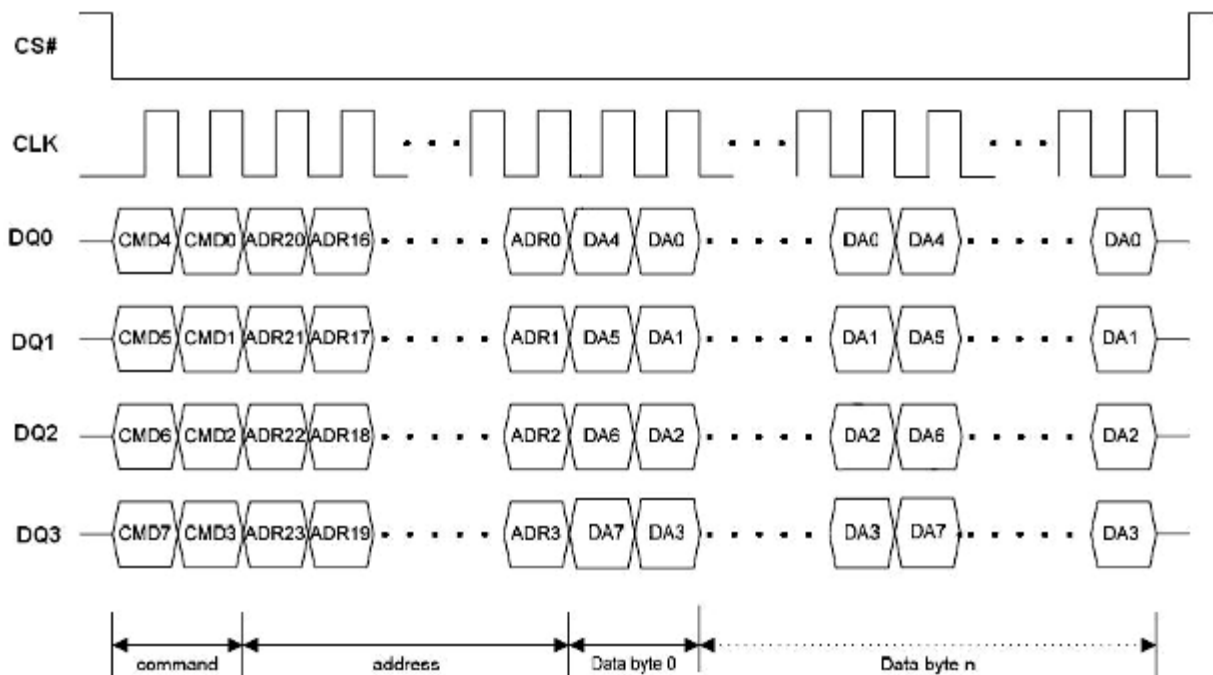 CS#
CLK
DQ0 CMD4 CMD0 ADR20 ADR16 ADR0 DA4 DA0 DA0 DA4 DA0
DQ1 CMD5 CMD1 ADR21 ADR17 ADR1 DA5 DA1 DA1 DA5 DA1
DQ2 CMD6 CMD2 ADR22 ADR18 ADR2 DA6 DA2 DA2 DA6 DA2
DQ3 CMD7 CMD3 ADR23 ADR19 ADR3 DA7 DA3 DA3 DA7 DA3
command address Data byte 0 Data byte n